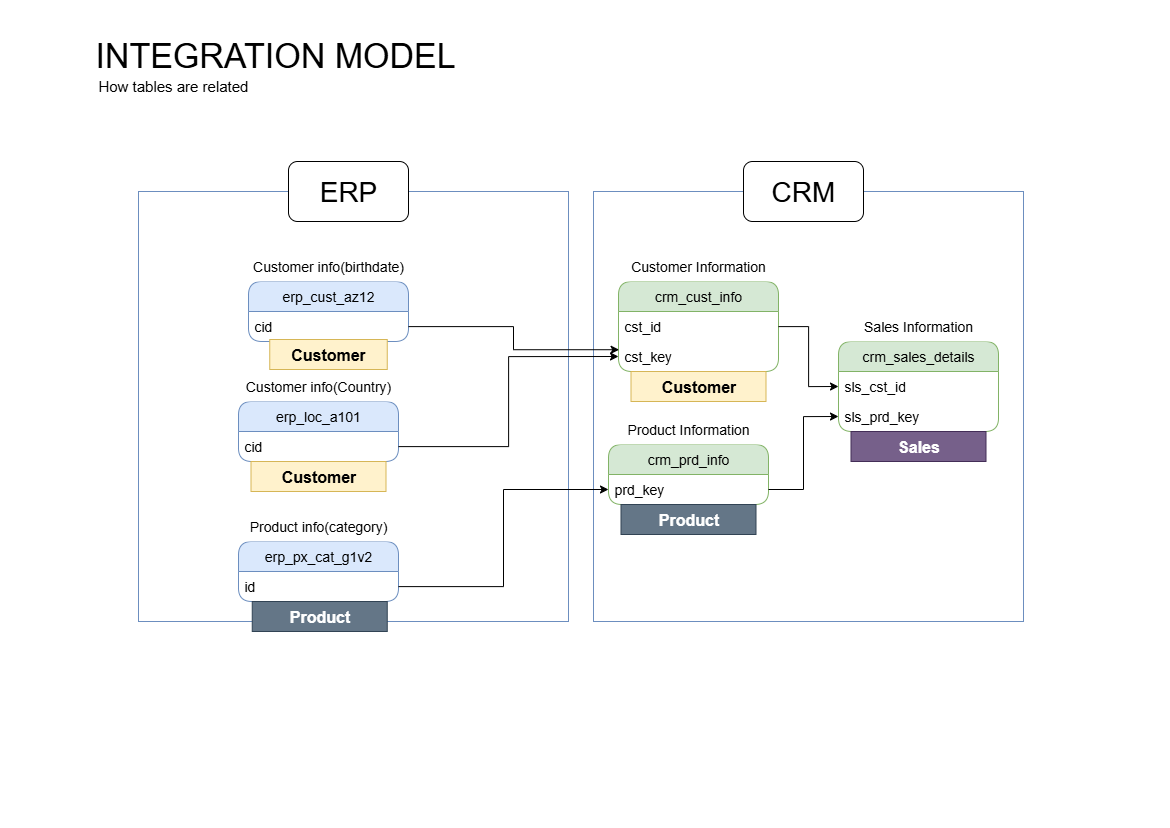 INTEGRATION MODEL
How tables are related
ERP
Customer info(birthdate)
erp_cust_az12
cid
Customer
Customer info(Country)
erp_loc_a101
cid
Customer
Product info(category)
erp_px_cat_g1v2
id
Product
CRM
Customer Information
crm_cust_info
cst_id
cst_key
Customer
Product Information
crm_prd_info
prd_key
Product
Sales Information
crm_sales_details
sls_cst_id
sls_prd_key
Sales